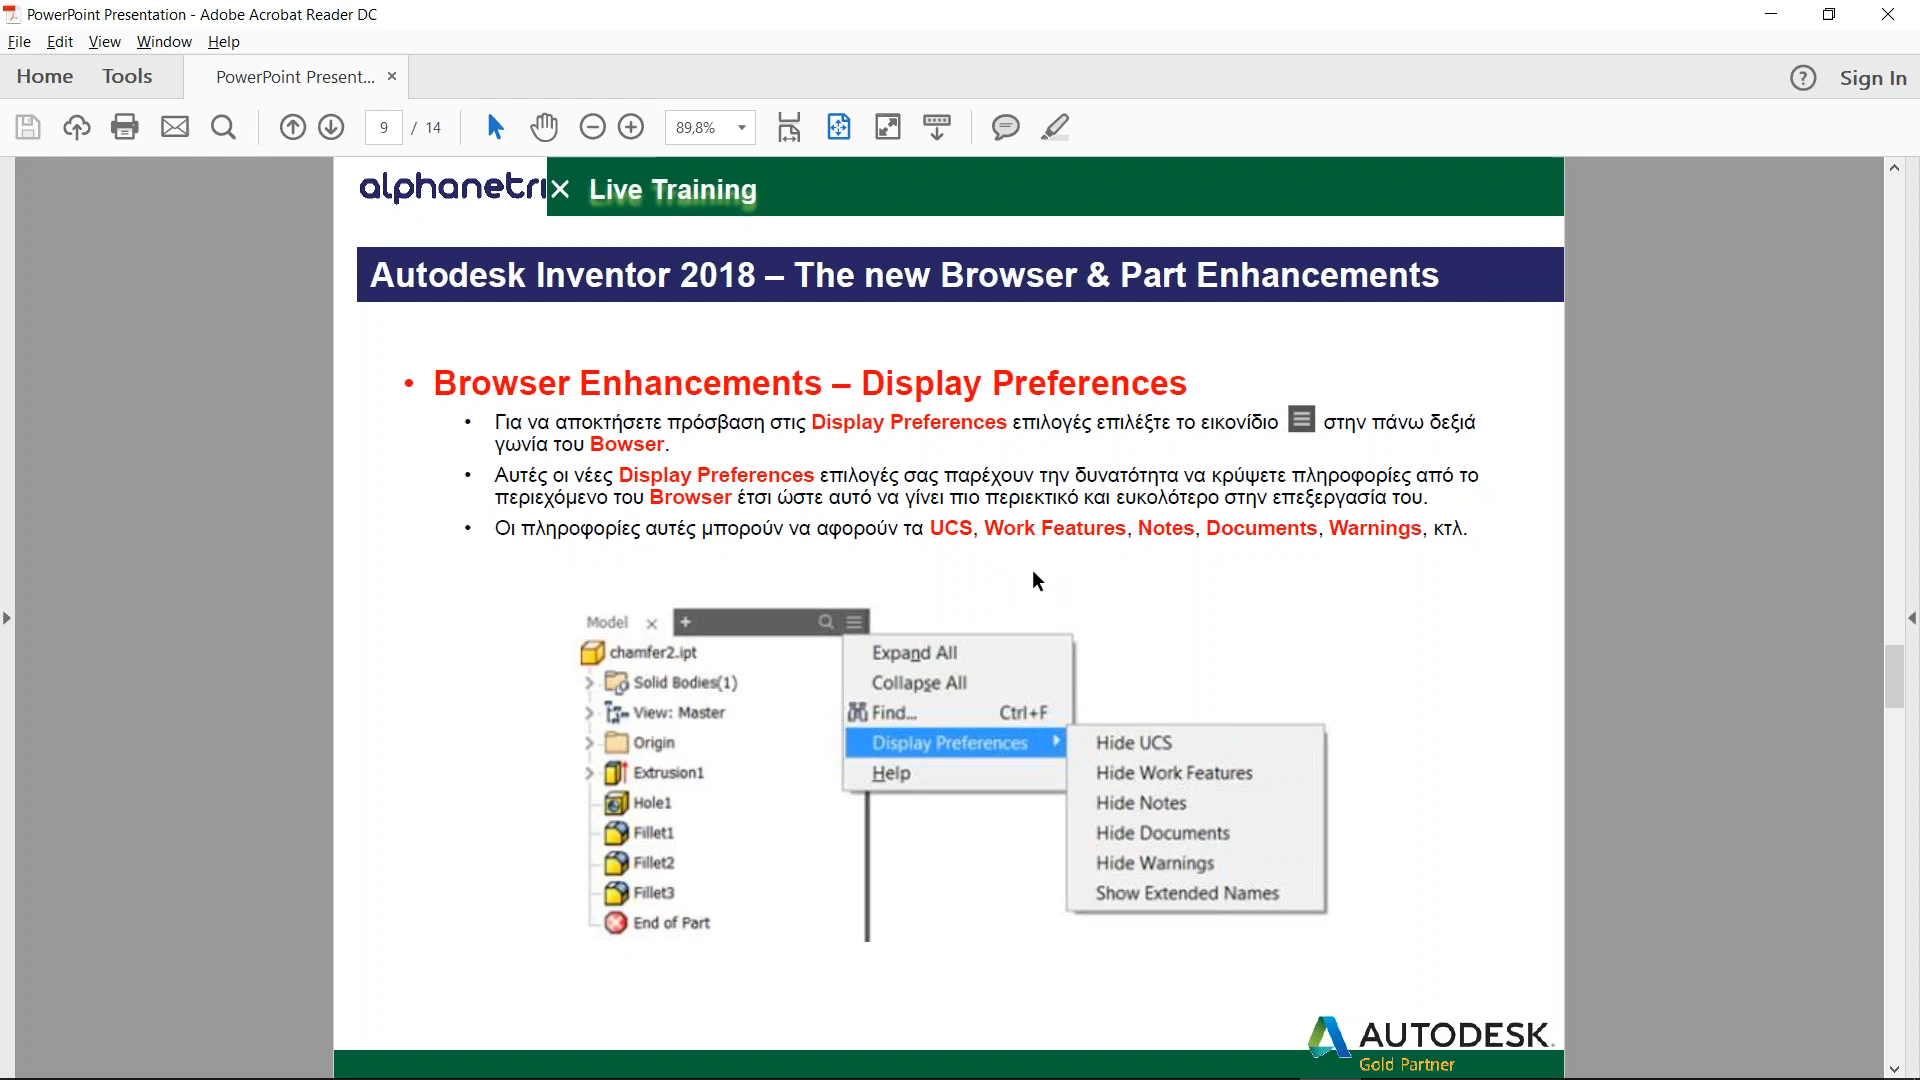 PowerPoint Presentation - Adobe Acrobat Reader DC
File Edit View Window Help
Home Tools PowerPoint Present... × Sign In
9 / 14 89,8%
alphanetrix Live Training
Autodesk Inventor 2018 – The new Browser & Part Enhancements
• Browser Enhancements – Display Preferences
• Για να αποκτήσετε πρόσβαση στις Display Preferences επιλογές επιλέξτε το εικονίδιο στην πάνω δεξιά
γωνία του Bowser.
• Αυτές οι νέες Display Preferences επιλογές σας παρέχουν την δυνατότητα να κρύψετε πληροφορίες από το
περιεχόμενο του Browser έτσι ώστε αυτό να γίνει πιο περιεκτικό και ευκολότερο στην επεξεργασία του.
• Οι πληροφορίες αυτές μπορούν να αφορούν τα UCS, Work Features, Notes, Documents, Warnings, κτλ.
Model × +
chamfer2.ipt
Solid Bodies(1)
View: Master
Origin
Extrusion1
Hole1
Fillet1
Fillet2
Fillet3
End of Part
Expand All
Collapse All
Find... Ctrl+F
Display Preferences
Help
Hide UCS
Hide Work Features
Hide Notes
Hide Documents
Hide Warnings
Show Extended Names
AUTODESK.
Gold Partner